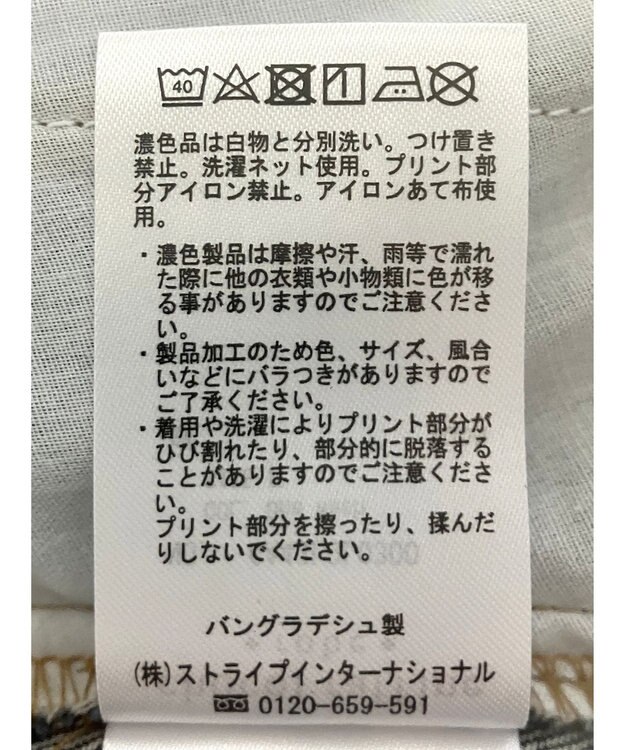 40
濃色品は白物と分別洗い。つけ置き
禁止。洗濯ネット使用。プリント部
分アイロン禁止。アイロンあて布使
用。
・濃色製品は摩擦や汗、雨等で濡れ
た際に他の衣類や小物類に色が移
る事がありますのでご注意くださ
い。
・製品加工のため色、サイズ、風合
いなどにバラつきがありますので
ご了承ください。
・着用や洗濯によりプリント部分が
ひび割れたり、部分的に脱落する
ことがありますのでご注意くださ
い。
プリント部分を擦ったり、揉んだ
りしないでください。
バングラデシュ製
(株)ストライプインターナショナル
0120-659-591